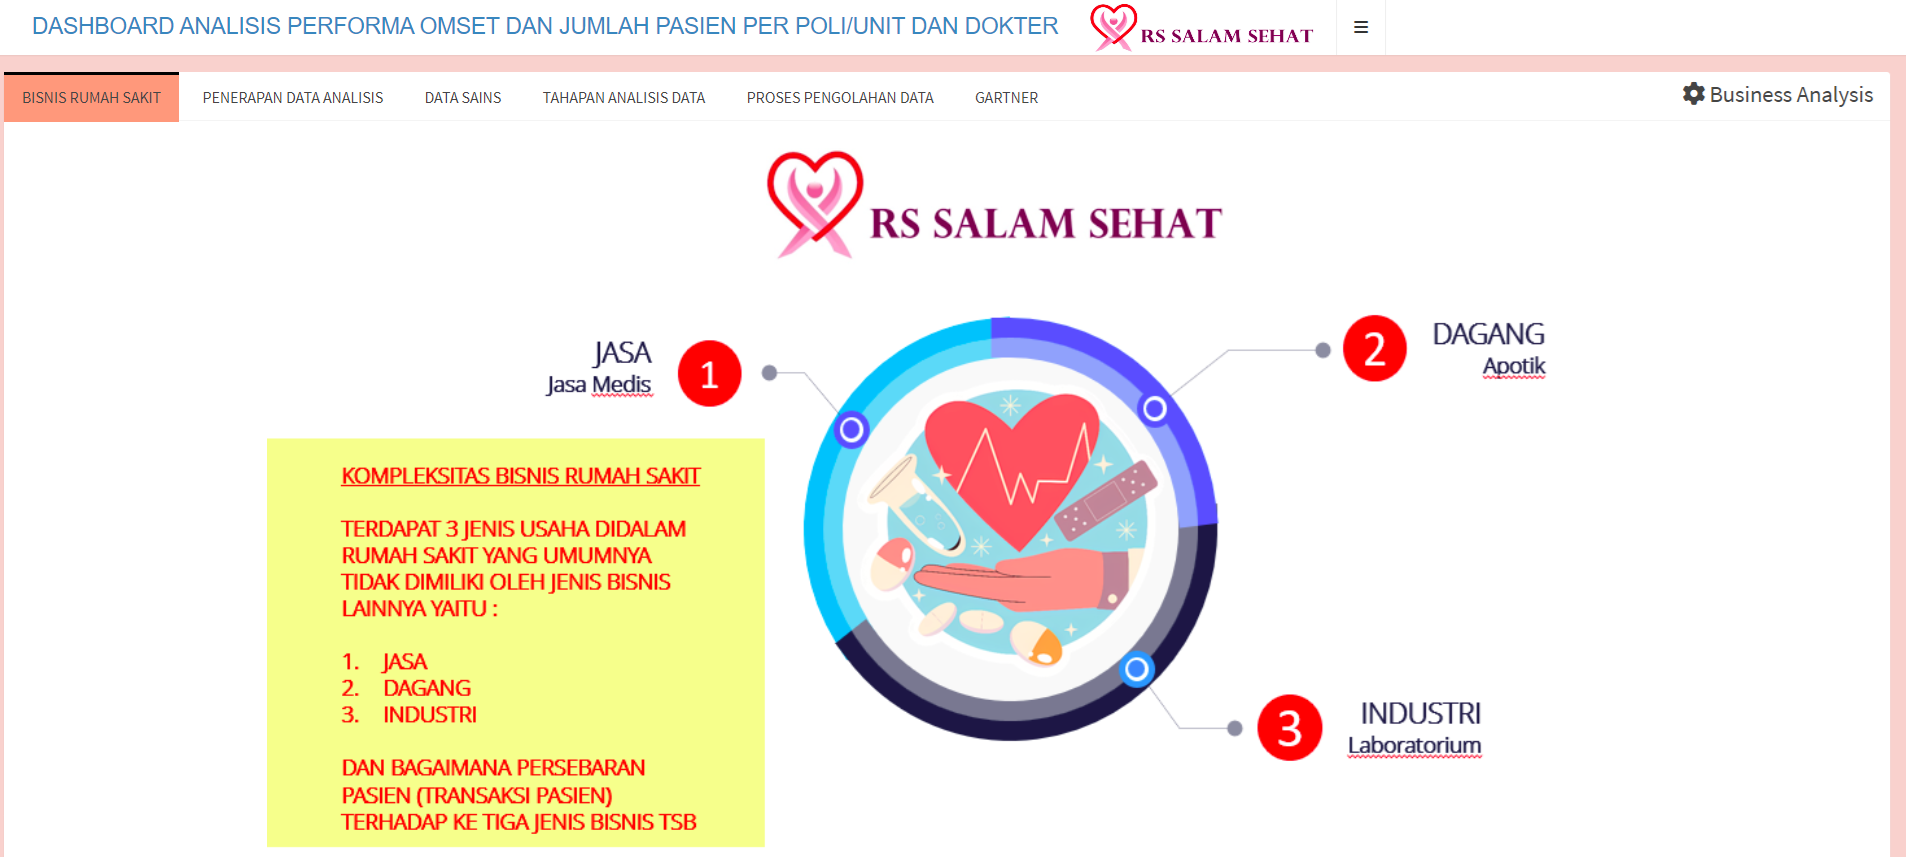 DASHBOARD ANALISIS PERFORMA OMSET DAN JUMLAH PASIEN PER POLI/UNIT DAN DOKTER
RS SALAM SEHAT
BISNIS RUMAH SAKIT
PENERAPAN DATA ANALISIS
DATA SAINS
TAHAPAN ANALISIS DATA
PROSES PENGOLAHAN DATA
GARTNER
Business Analysis
RS SALAM SEHAT
JASA
Jasa Medis
1
2
DAGANG
Apotik
KOMPLEKSITAS BISNIS RUMAH SAKIT
TERDAPAT 3 JENIS USAHA DIDALAM
RUMAH SAKIT YANG UMUMNYA
TIDAK DIMILIKI OLEH JENIS BISNIS
LAINNYA YAITU :
1. JASA
2. DAGANG
3. INDUSTRI
DAN BAGAIMANA PERSEBARAN
PASIEN (TRANSAKSI PASIEN)
TERHADAP KE TIGA JENIS BISNIS TSB
3
INDUSTRI
Laboratorium